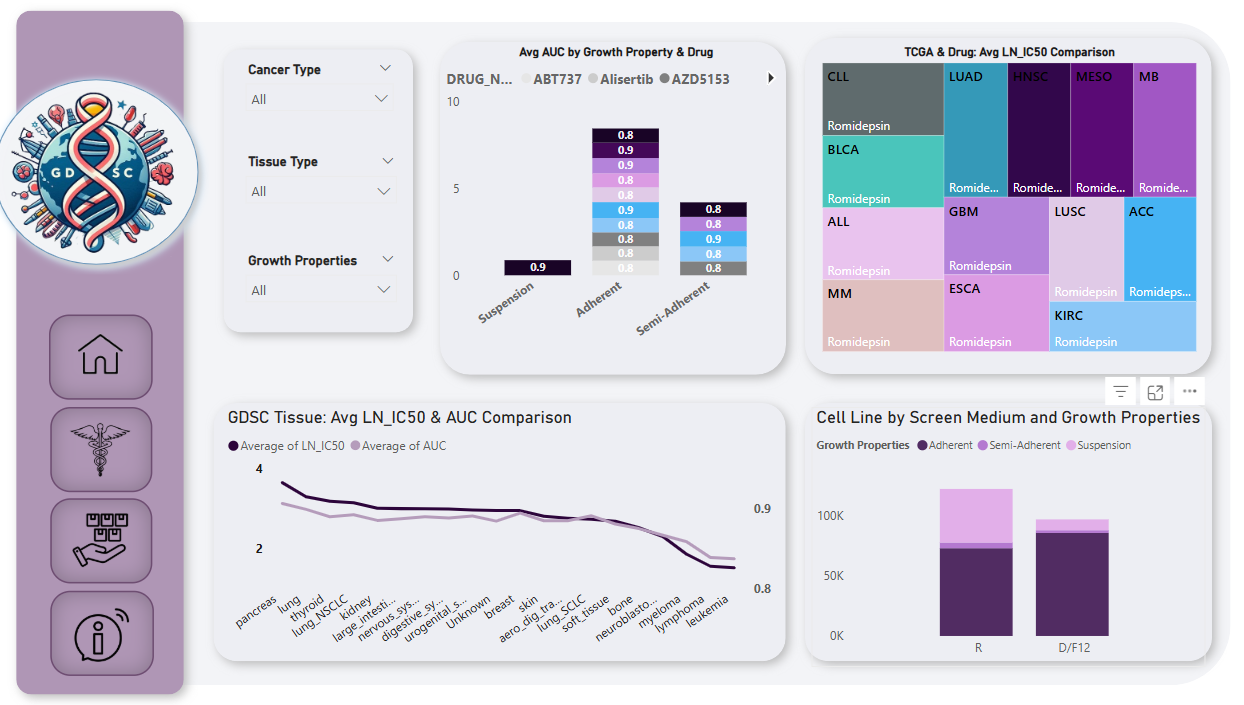 GD SC
Cancer Type
All
Tissue Type
All
Growth Properties
All
Avg AUC by Growth Property & Drug
DRUG_N... ABT737 Alisertib AZD5153
10
5
0
0.8
0.9
0.9
0.8
0.8
0.9
0.8
0.8
0.8
0.8
0.9
0.8
0.8
0.9
0.8
0.8
Suspension
Adherent
Semi-Adherent
TCGA & Drug: Avg LN_IC50 Comparison
CLL
Romidepsin
BLCA
Romidepsin
ALL
Romidepsin
MM
Romidepsin
LUAD
Romide...
HNSC
Romide...
MESO
Romide...
MB
Romide...
GBM
Romidepsin
ESCA
Romidepsin
LUSC
Romidepsin
ACC
Romideps...
KIRC
Romidepsin
GDSC Tissue: Avg LN_IC50 & AUC Comparison
Average of LN_IC50 Average of AUC
4
2
0.9
0.8
pancreas
lung
thyroid
lung_NSCLC
kidney
large_intesti...
nervous_sys...
digestive_sy...
urogenital_s...
Unknown
breast
skin
aero_dig_tra...
lung_SCLC
soft_tissue
bone
neuroblasto...
myeloma
lymphoma
leukemia
Cell Line by Screen Medium and Growth Properties
Growth Properties Adherent Semi-Adherent Suspension
100K
50K
0K
R
D/F12